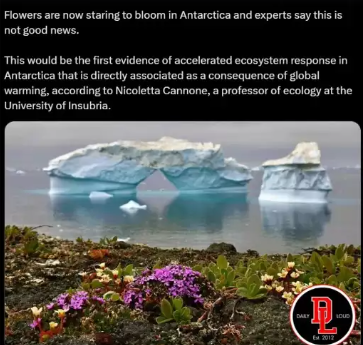 Flowers are now staring to bloom in Antarctica and experts say this is
not good news.
This would be the first evidence of accelerated ecosystem response in
Antarctica that is directly associated as a consequence of global
warming, according to Nicoletta Cannone, a professor of ecology at the
University of Insubria.
DL
DAILY LOUD
Est. 2012